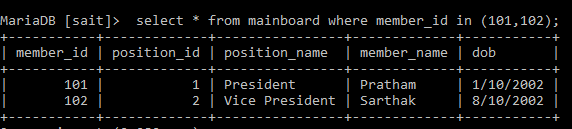 MariaDB [sait]>  select * from mainboard where member_id in (101,102);
+-----------+-------------+----------------+-------------+-----------+
| member_id | position_id | position_name  | member_name | dob       |
+-----------+-------------+----------------+-------------+-----------+
|       101 |           1 | President      | Pratham     | 1/10/2002 |
|       102 |           2 | Vice President | Sarthak     | 8/10/2002 |
+-----------+-------------+----------------+-------------+-----------+